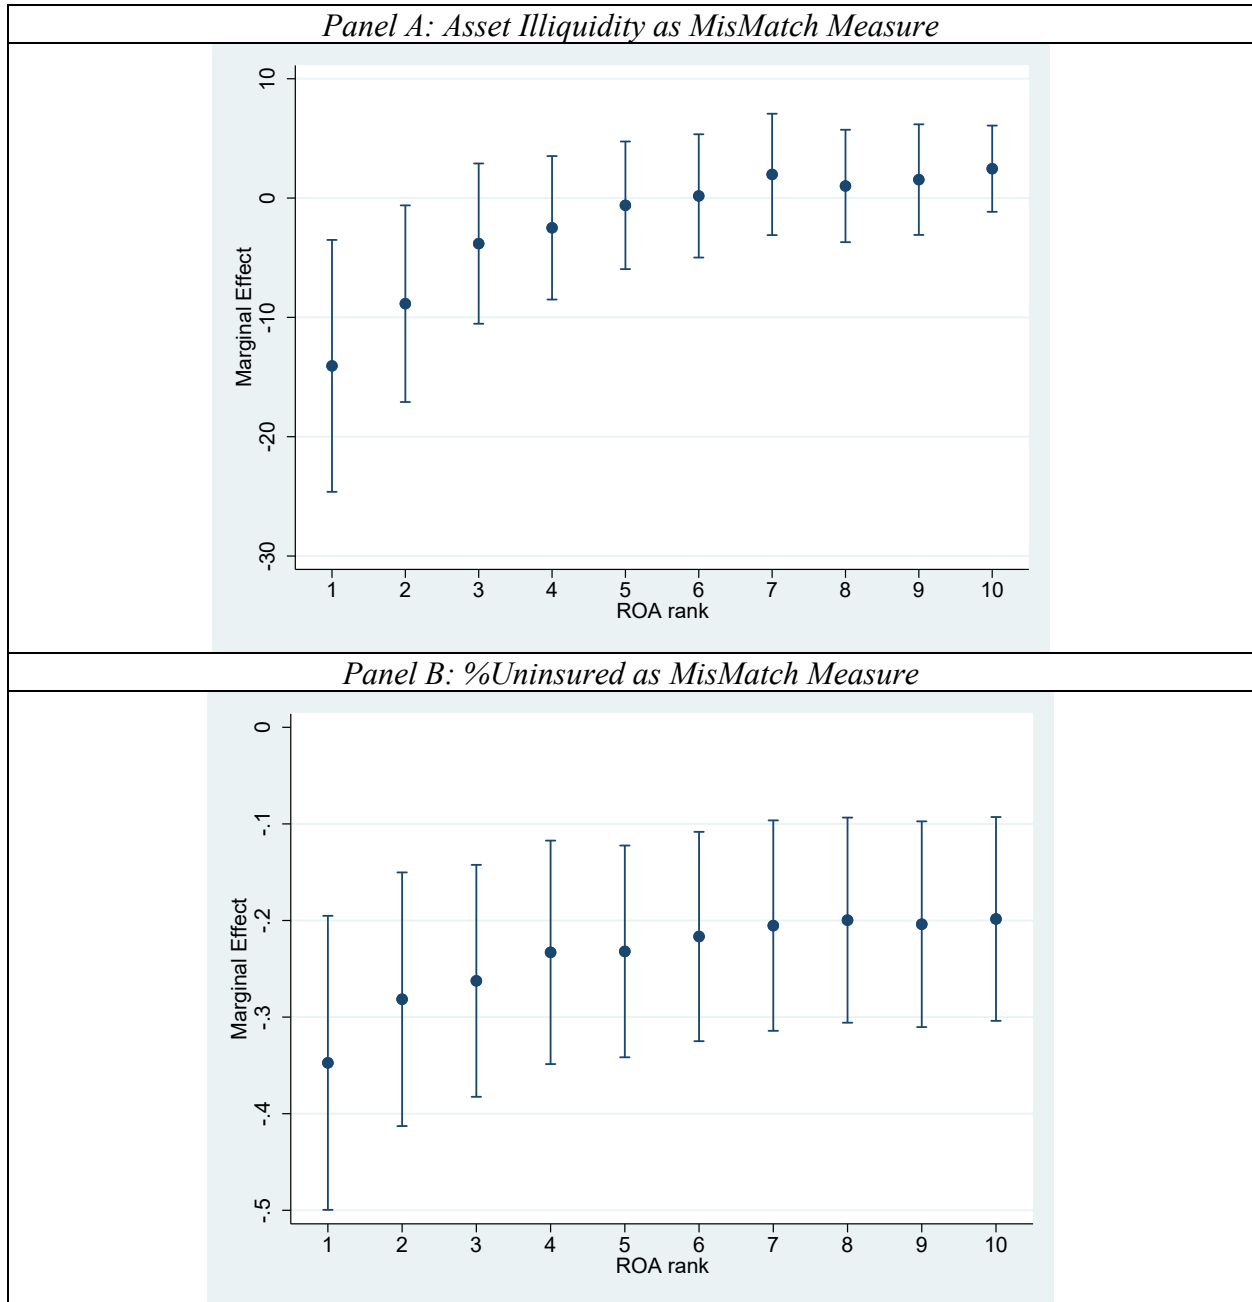 Panel A: Asset Illiquidity as MisMatch Measure
10
0
-10
-20
-30
Marginal Effect
1 2 3 4 5 6 7 8 9 10
ROA rank
Panel B: %Uninsured as MisMatch Measure
0
-.1
-.2
-.3
-.4
-.5
Marginal Effect
1 2 3 4 5 6 7 8 9 10
ROA rank